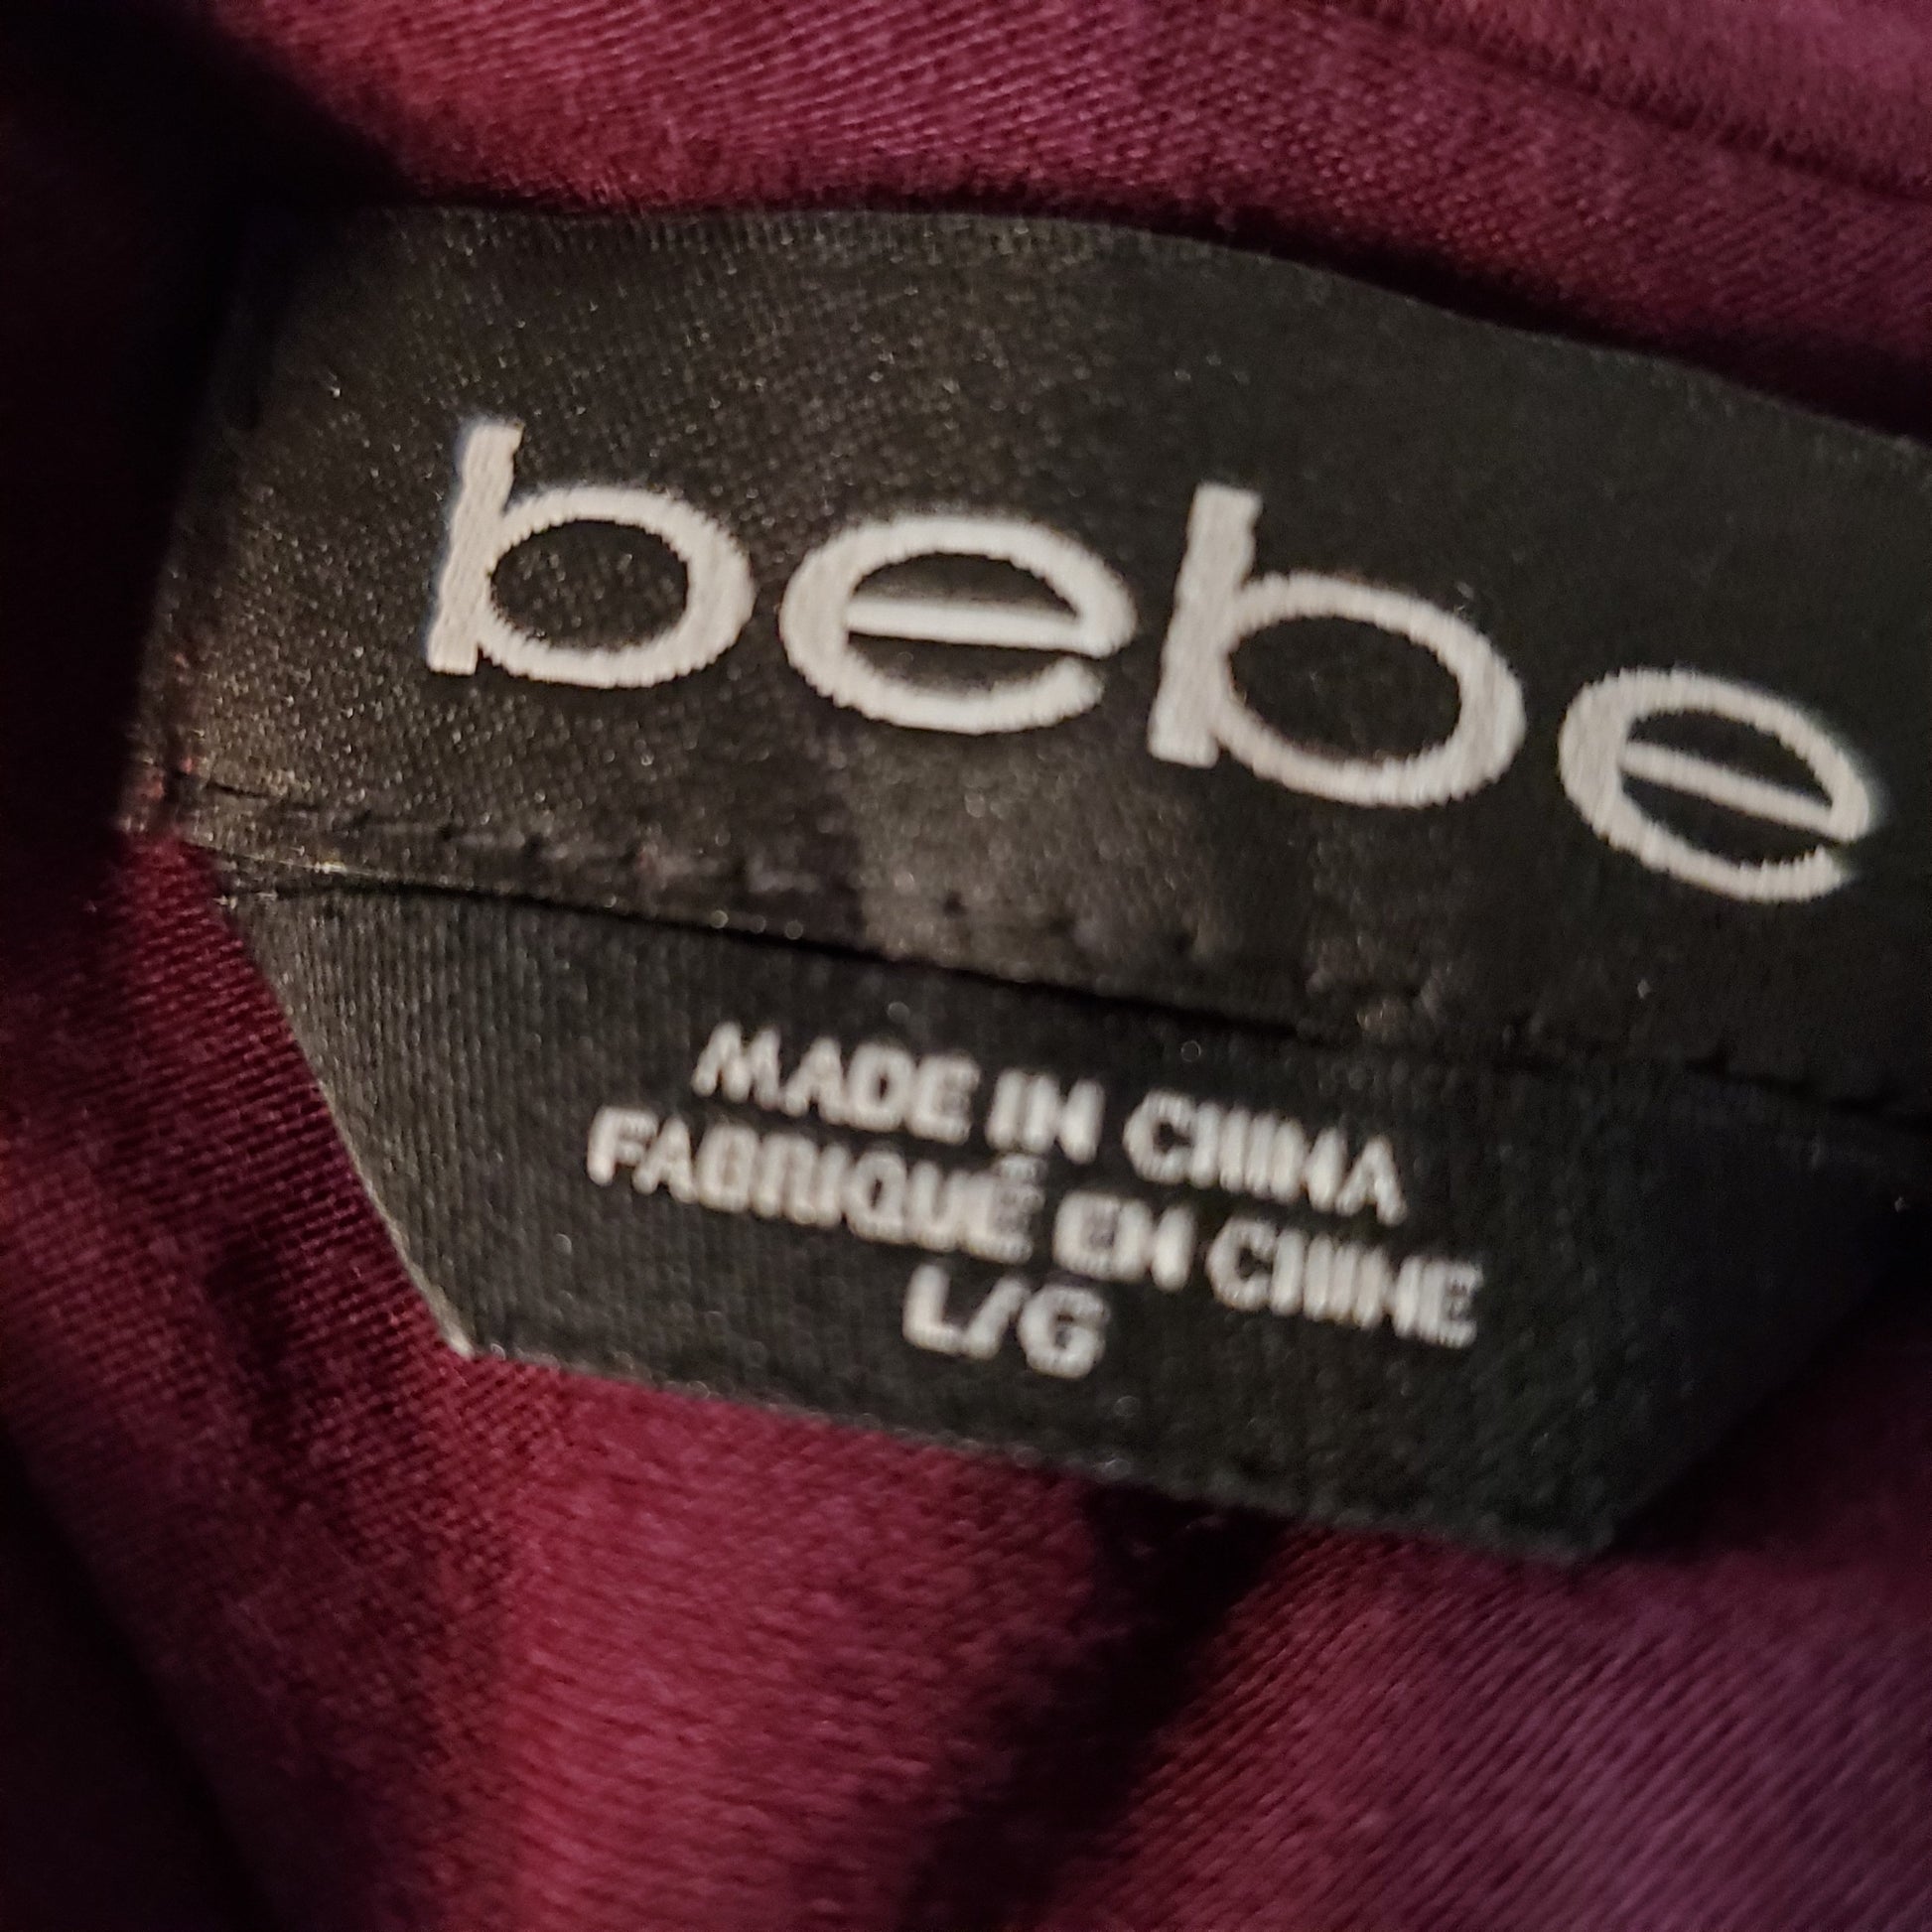 bebe
MADE IN CHINA
FABRIQUÉ EN CHINE
L/G